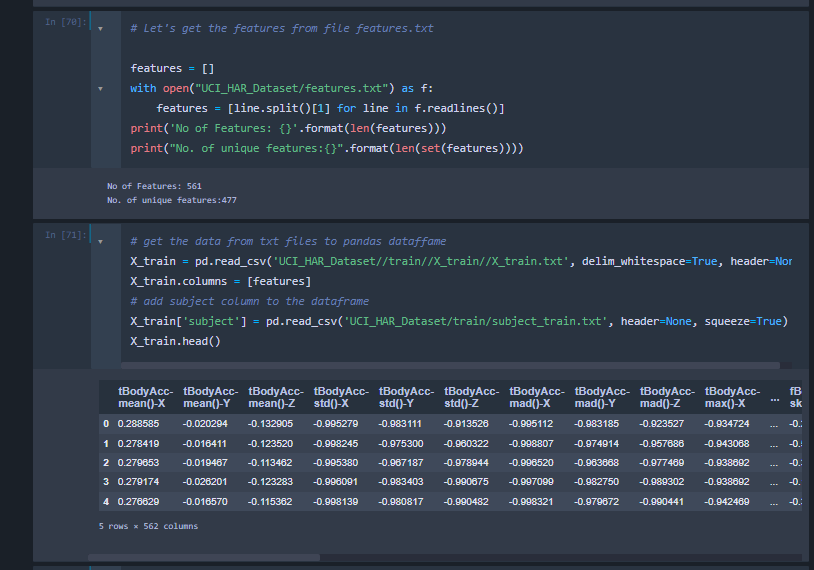 In [70]:
# Let's get the features from file features.txt
features = []
with open("UCI_HAR_Dataset/features.txt") as f:
features = [line.split()[1] for line in f.readlines()]
print('No of Features: {}'.format(len(features)))
print("No. of unique features:{}".format(len(set(features))))
No of Features: 561
No. of unique features:477
In [71]:
# get the data from txt files to pandas dataffame
X_train = pd.read_csv('UCI_HAR_Dataset//train//X_train//X_train.txt', delim_whitespace=True, header=Nor
X_train.columns = [features]
# add subject column to the dataframe
X_train['subject'] = pd.read_csv('UCI_HAR_Dataset/train/subject_train.txt', header=None, squeeze=True)
X_train.head()
tBodyAcc- tBodyAcc- tBodyAcc- tBodyAcc- tBodyAcc- tBodyAcc- tBodyAcc- tBodyAcc- tBodyAcc- tBodyAcc- ... fB
mean()-X mean()-Y mean()-Z std()-X std()-Y std()-Z mad()-X mad()-Y mad()-Z max()-X sk
0 0.288585 -0.020294 -0.132905 -0.995279 -0.983111 -0.913526 -0.995112 -0.983185 -0.923527 -0.934724 ... -0.
1 0.278419 -0.016411 -0.123520 -0.998245 -0.975300 -0.960322 -0.998807 -0.974914 -0.957686 -0.943068 ... -0.
2 0.279653 -0.019467 -0.113462 -0.995380 -0.967187 -0.978944 -0.996520 -0.963668 -0.977469 -0.938692 ... -0.
3 0.279174 -0.026201 -0.123283 -0.996091 -0.983403 -0.990675 -0.997099 -0.982750 -0.989302 -0.938692 ... -0.
4 0.276629 -0.016570 -0.115362 -0.998139 -0.980817 -0.990482 -0.998321 -0.979672 -0.990441 -0.942469 ... -0.
5 rows × 562 columns